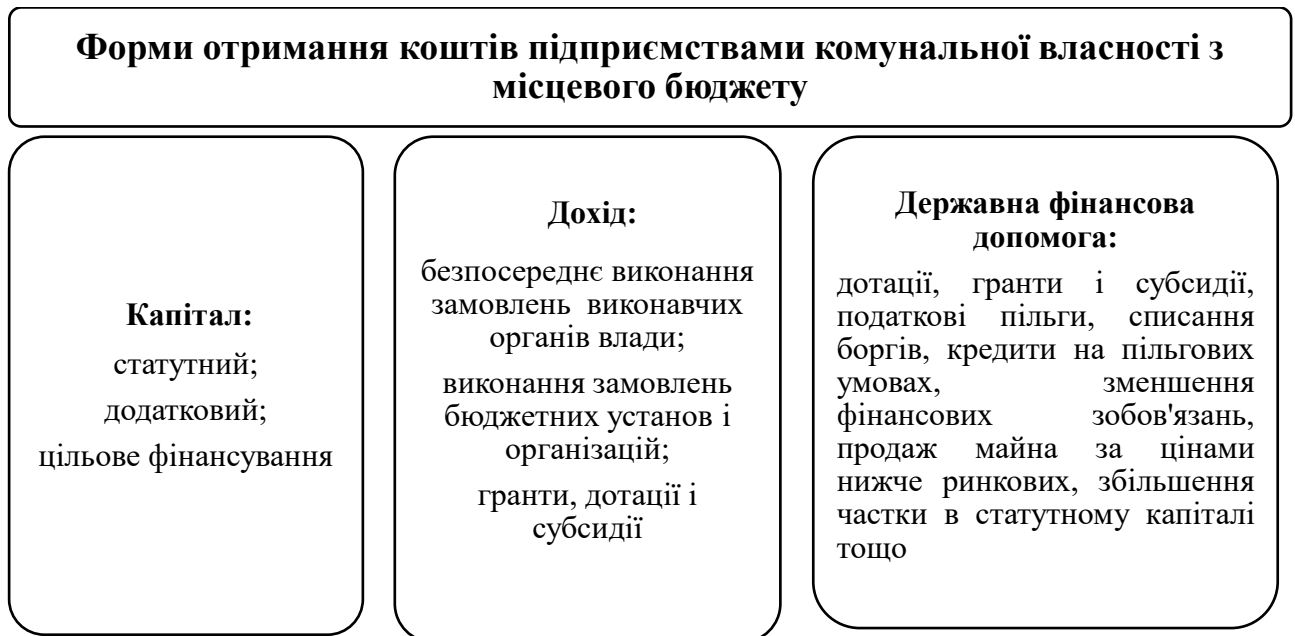 Форми отримання коштів підприємствами комунальної власності з
місцевого бюджету
Капітал:
статутний;
додатковий;
цільове фінансування
Дохід:
безпосереднє виконання
замовлень виконавчих
органів влади;
виконання замовлень
бюджетних установ і
організацій;
гранти, дотації і
субсидії
Державна фінансова
допомога:
дотації, гранти і субсидії,
податкові пільги, списання
боргів, кредити на пільгових
умовах, зменшення
фінансових зобов'язань,
продаж майна за цінами
нижче ринкових, збільшення
частки в статутному капіталі
тощо